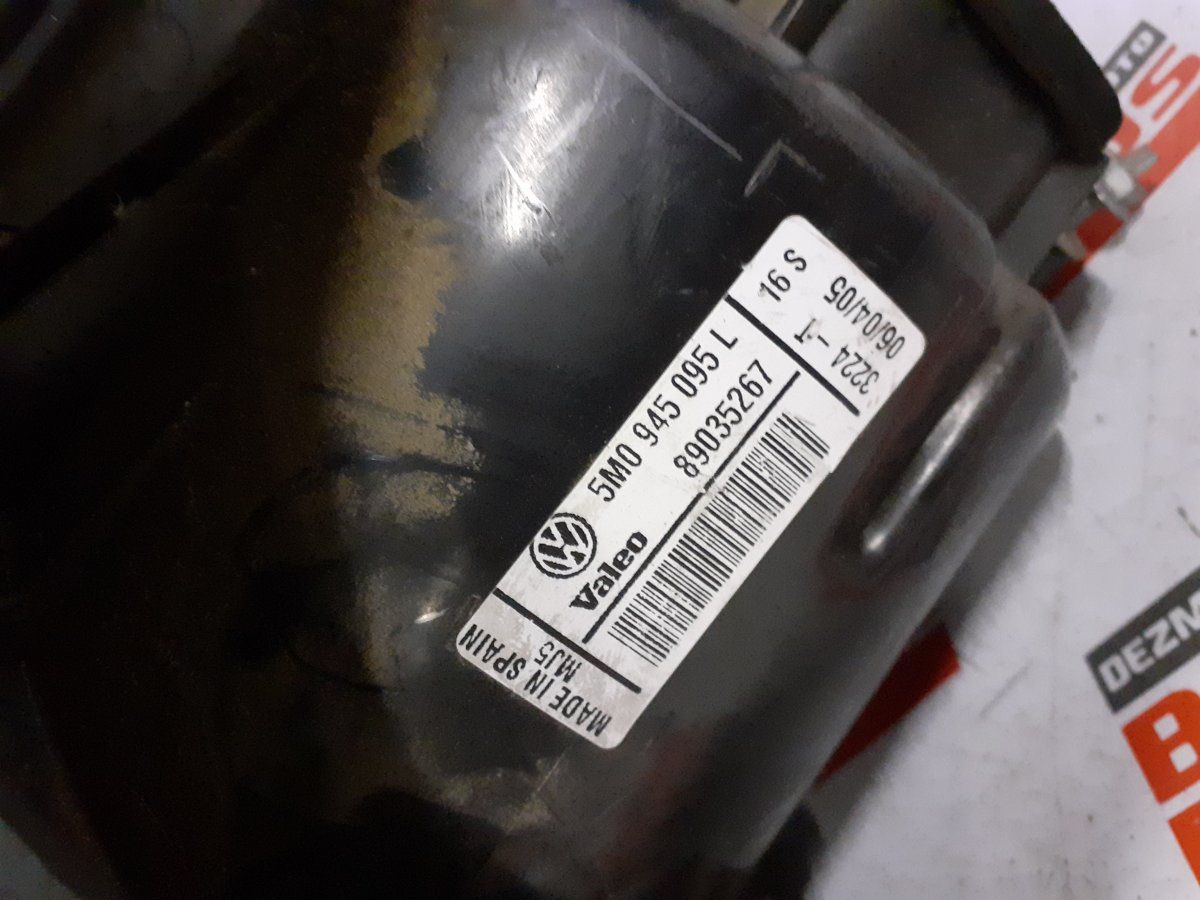 5M0 945 095 L
89035267
Valeo
MADE IN SPAIN
MJ5
16 S
3224 -T
06/04/05
DEZM
B